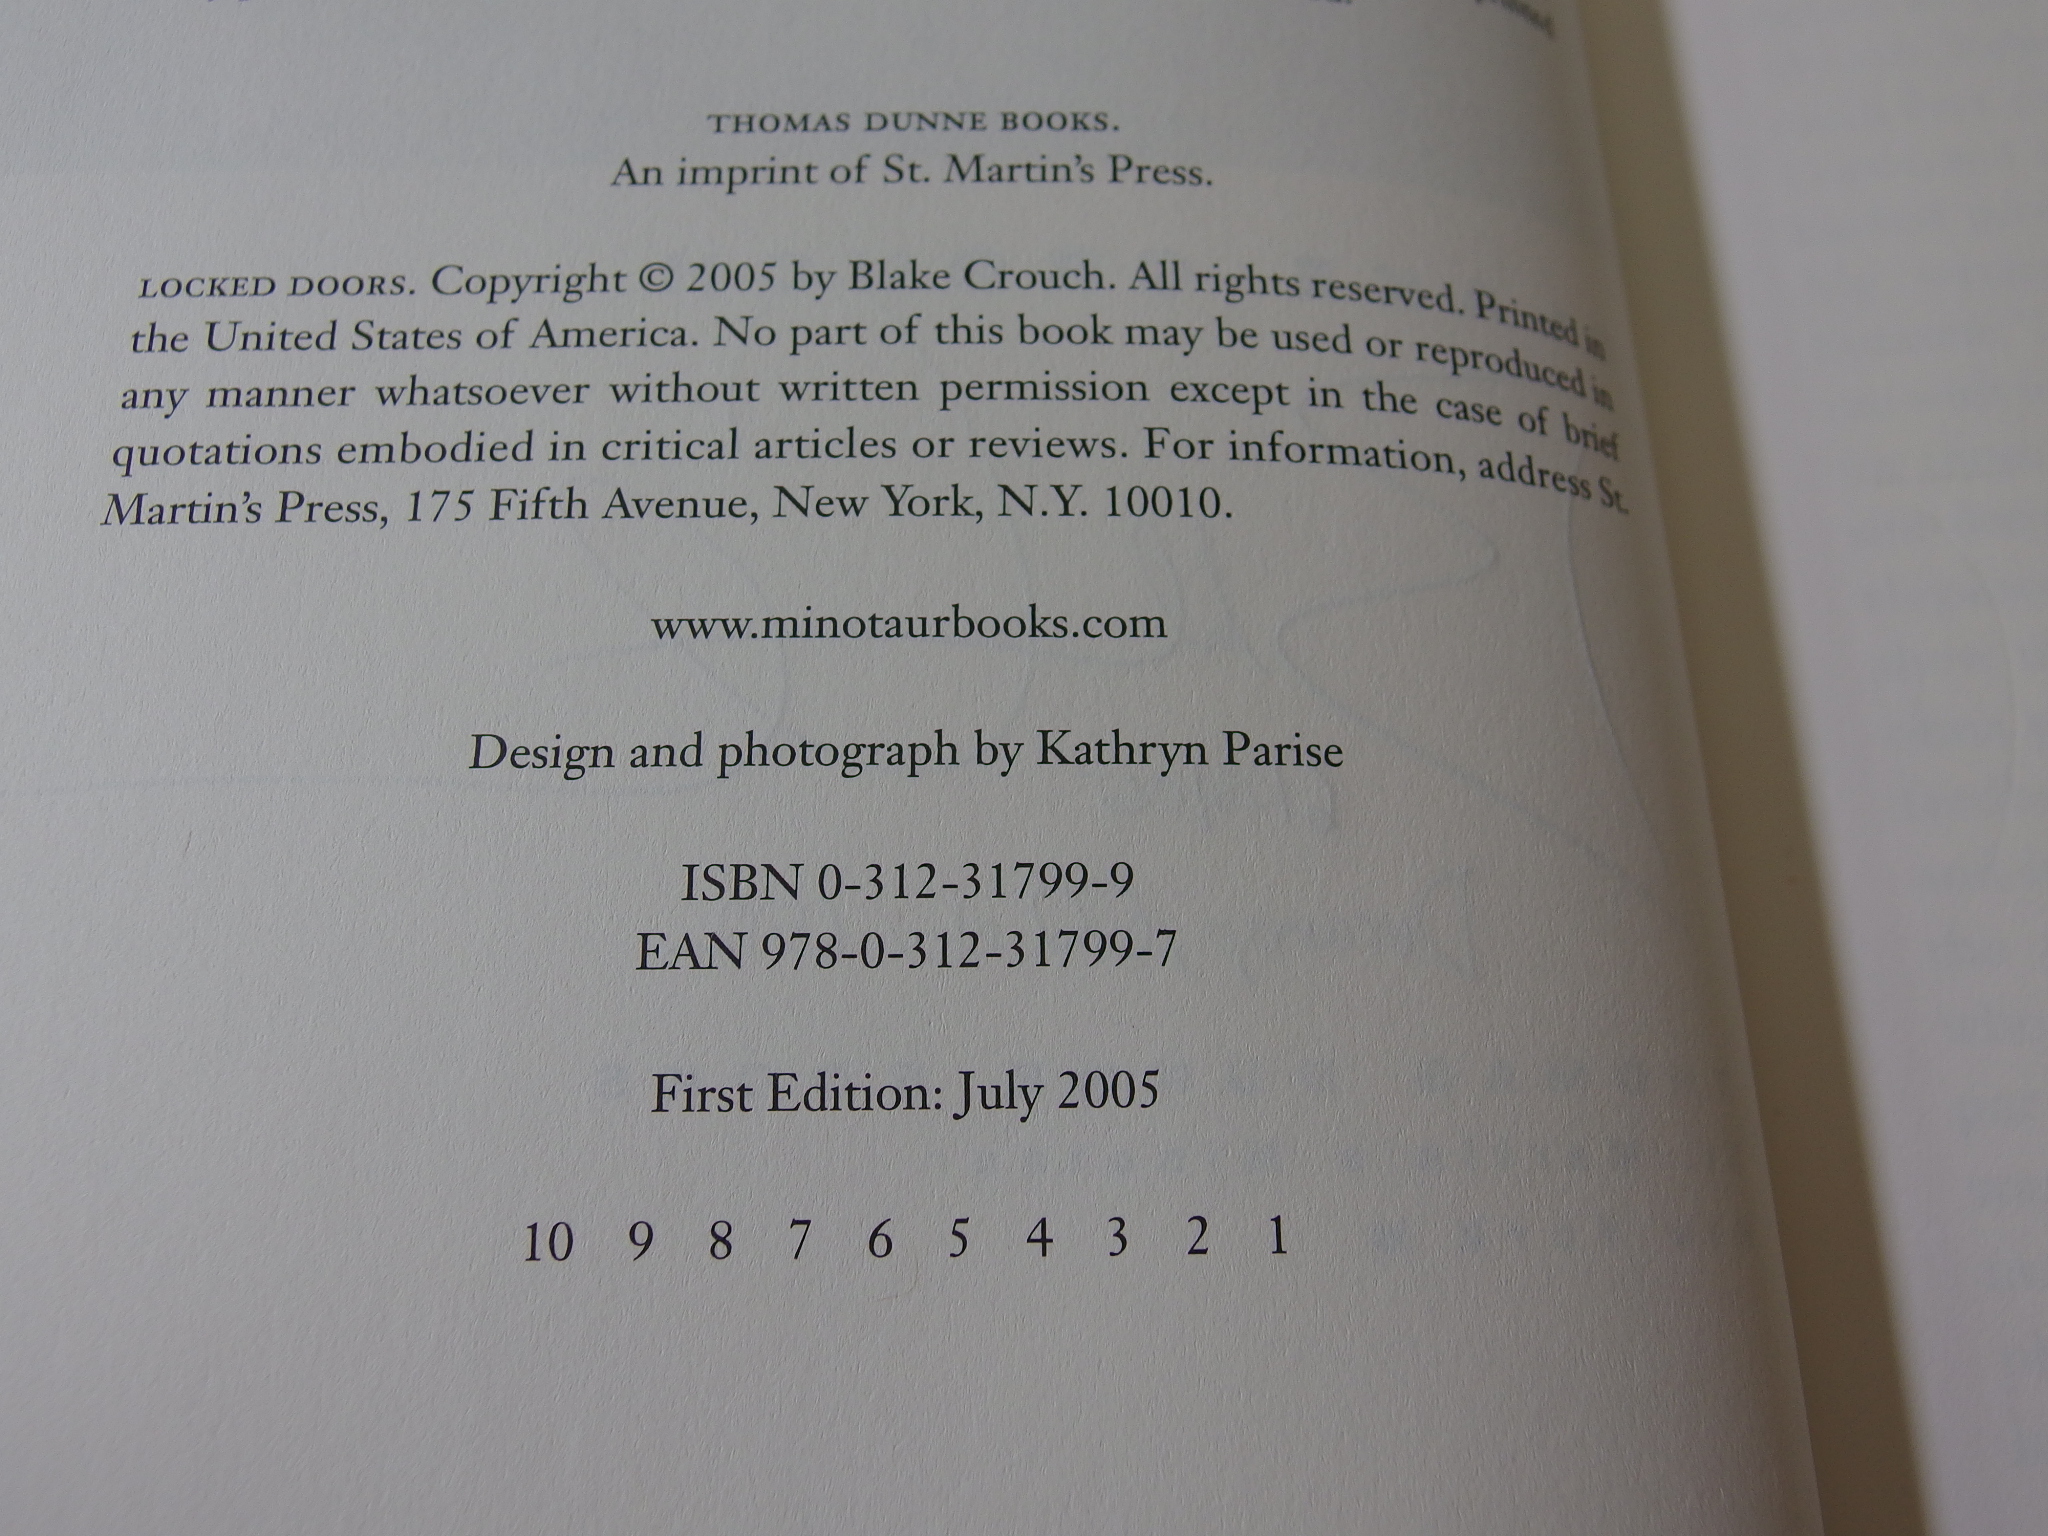 THOMAS DUNNE BOOKS.
An imprint of St. Martin's Press.
LOCKED DOORS. Copyright © 2005 by Blake Crouch. All rights reserved. Printed in
the United States of America. No part of this book may be used or reproduced in
any manner whatsoever without written permission except in the case of brief
quotations embodied in critical articles or reviews. For information, address St.
Martin's Press, 175 Fifth Avenue, New York, N.Y. 10010.
www.minotaurbooks.com
Design and photograph by Kathryn Parise
ISBN 0-312-31799-9
EAN 978-0-312-31799-7
First Edition: July 2005
10 9 8 7 6 5 4 3 2 1